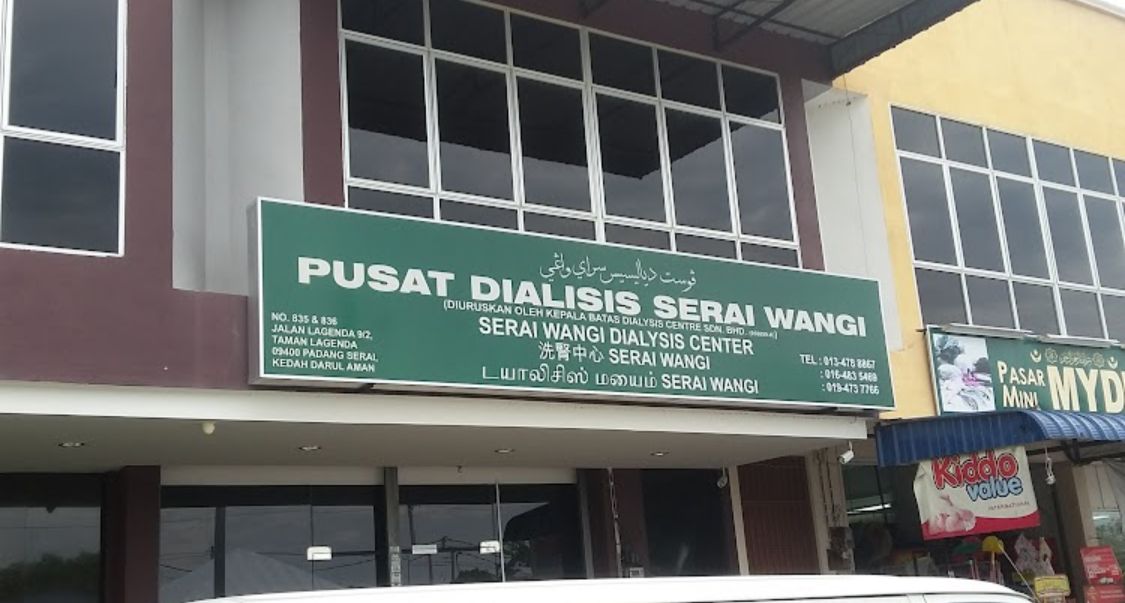 ڤوست دياليسيس سراي واڠي
PUSAT DIALISIS SERAI WANGI
(DIURUSKAN OLEH KEPALA BATAS DIALYSIS CENTRE SDN. BHD.
SERAI WANGI DIALYSIS CENTER
洗腎中心 SERAI WANGI
டயாலிசிஸ் மயைம் SERAI WANGI
NO. 835 & 836
JALAN LAGENDA 9/2,
TAMAN LAGENDA
09400 PADANG SERAI,
KEDAH DARUL AMAN
TEL : 013-478 8867
: 016-483 5469
: 019-473 7766
PASAR
MINI
MYD
Kiddo
value